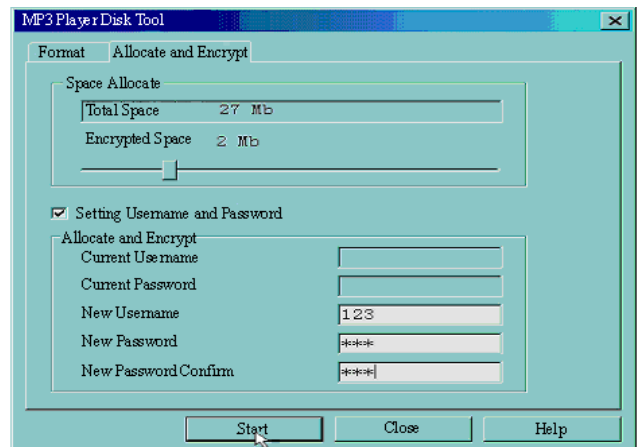 MP3 Player Disk Tool
Format Allocate and Encrypt
Space Allocate
Total Space 27 Mb
Encrypted Space 2 Mb
Setting Username and Password
Allocate and Encrypt
Current Username
Current Password
New Username 123
New Password ***
New Password Confirm ***
Start Close Help